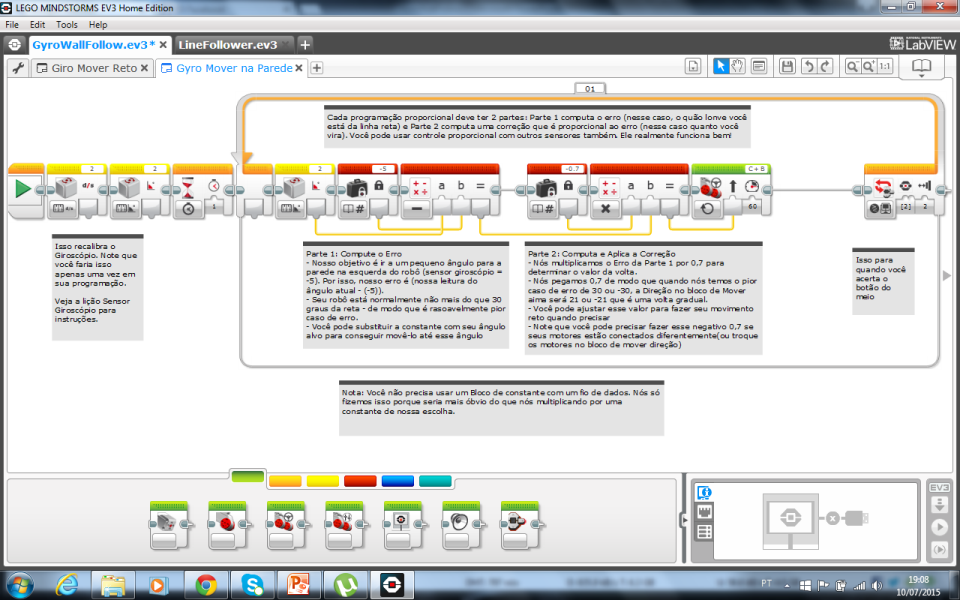 LEGO MINDSTORMS EV3 Home Edition
File Edit Tools Help
GyroWallFollow.ev3* LineFollower.ev3
LabVIEW
Giro Mover Reto Gyro Mover na Parede
1:1
01
Cada programação proporcional deve ter 2 partes: Parte 1 computa o erro (nesse caso, o quão lonve você
está da linha reta) e Parte 2 computa uma correção que é proporcional ao erro (nesse caso quanto você
vira). Você pode usar controle proporcional com outros sensores também. Ele realmente funciona bem!
2 2 2 -5 -0.7 C + B
d/s a b = a b =
1 60 [2] 2
Isso recalibra o
Giroscópio. Note que
você faria isso
apenas uma vez em
sua programação.
Veja a lição Sensor
Giroscópio para
instruções.
Parte 1: Compute o Erro
- Nosso objetivo é ir a um pequeno ângulo para a
parede na esquerda do robô (sensor giroscópio =
-5). Por isso, nosso erro é (nossa leitura do
ângulo atual - (-5)).
- Seu robô está normalmente não mais do que 30
graus da reta - de modo que é rasoavelmente pior
caso de erro.
- Você pode substituir a constante com seu ângulo
alvo para conseguir movê-lo até esse ângulo
Parte 2: Computa e Aplica a Correção
- Nós multiplicamos o Erro da Parte 1 por 0,7 para
determinar o valor da volta.
- Nós pegamos 0,7 de modo que quando nós temos o pior
caso de erro de 30 ou -30, a Direção no bloco de Mover
aima será 21 ou -21 que é uma volta gradual.
- Você pode ajustar esse valor para fazer seu movimento
reto quando precisar
- Note que você pode precisar fazer esse negativo 0,7 se
seus motores estão conectados diferentemente(ou troque
os motores no bloco de mover direção)
Isso para
quando você
acerta o
botão do
meio
Nota: Você não precisa usar um Bloco de constante com um fio de dados. Nós só
fizemos isso porque seria mais óbvio do que nós multiplicando por uma
constante de nossa escolha.
EV3
PT
19:08
10/07/2015